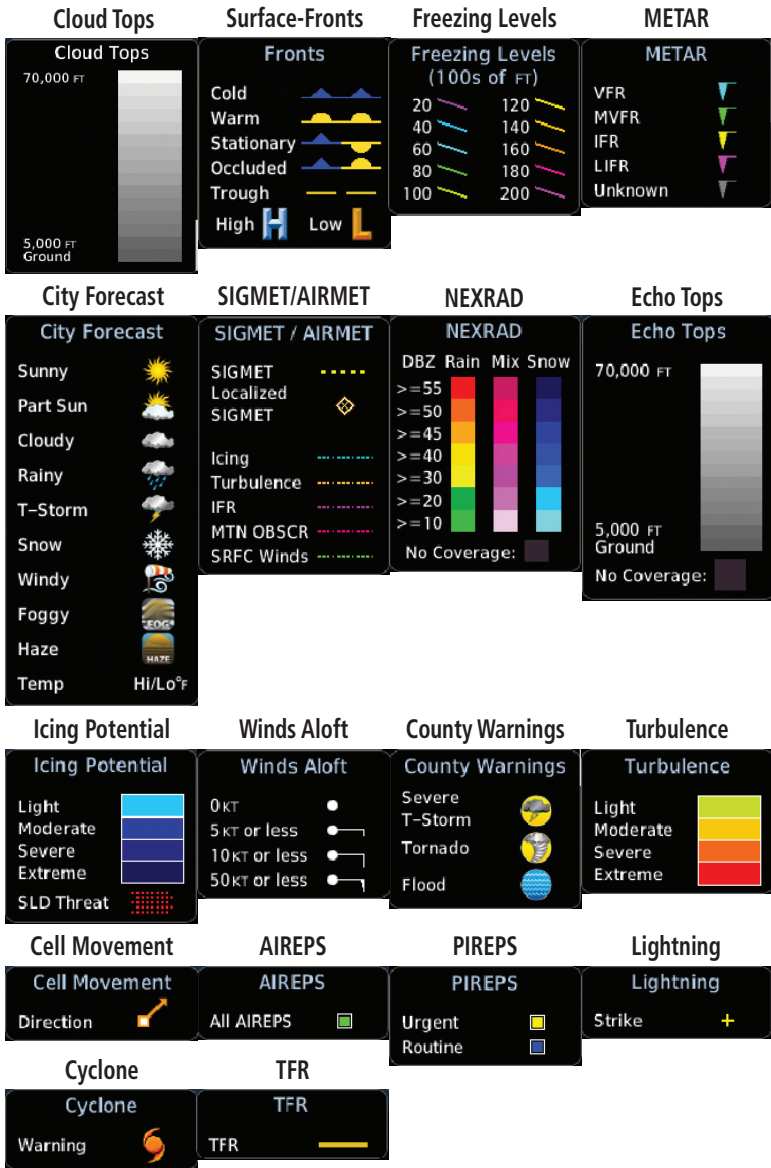 Cloud Tops
Surface-Fronts
Freezing Levels
METAR
Cloud Tops
70,000 FT
5,000 FT
Ground
Fronts
Cold
Warm
Stationary
Occluded
Trough
High H Low L
Freezing Levels
(100s of FT)
20 120
40 140
60 160
80 180
100 200
METAR
VFR
MVFR
IFR
LIFR
Unknown
City Forecast
SIGMET/AIRMET
NEXRAD
Echo Tops
City Forecast
Sunny
Part Sun
Cloudy
Rainy
T-Storm
Snow
Windy
Foggy FOG
Haze HAZE
Temp Hi/Lo°F
SIGMET / AIRMET
SIGMET
Localized
SIGMET
Icing
Turbulence
IFR
MTN OBSCR
SRFC Winds
NEXRAD
DBZ Rain Mix Snow
>=55
>=50
>=45
>=40
>=30
>=20
>=10
No Coverage:
Echo Tops
70,000 FT
5,000 FT
Ground
No Coverage:
Icing Potential
Winds Aloft
County Warnings
Turbulence
Icing Potential
Light
Moderate
Severe
Extreme
SLD Threat
Winds Aloft
0 KT
5 KT or less
10 KT or less
50 KT or less
County Warnings
Severe
T-Storm
Tornado
Flood
Turbulence
Light
Moderate
Severe
Extreme
Cell Movement
AIREPS
PIREPS
Lightning
Cell Movement
Direction
AIREPS
All AIREPS
PIREPS
Urgent
Routine
Lightning
Strike
Cyclone
TFR
Cyclone
Warning
TFR
TFR